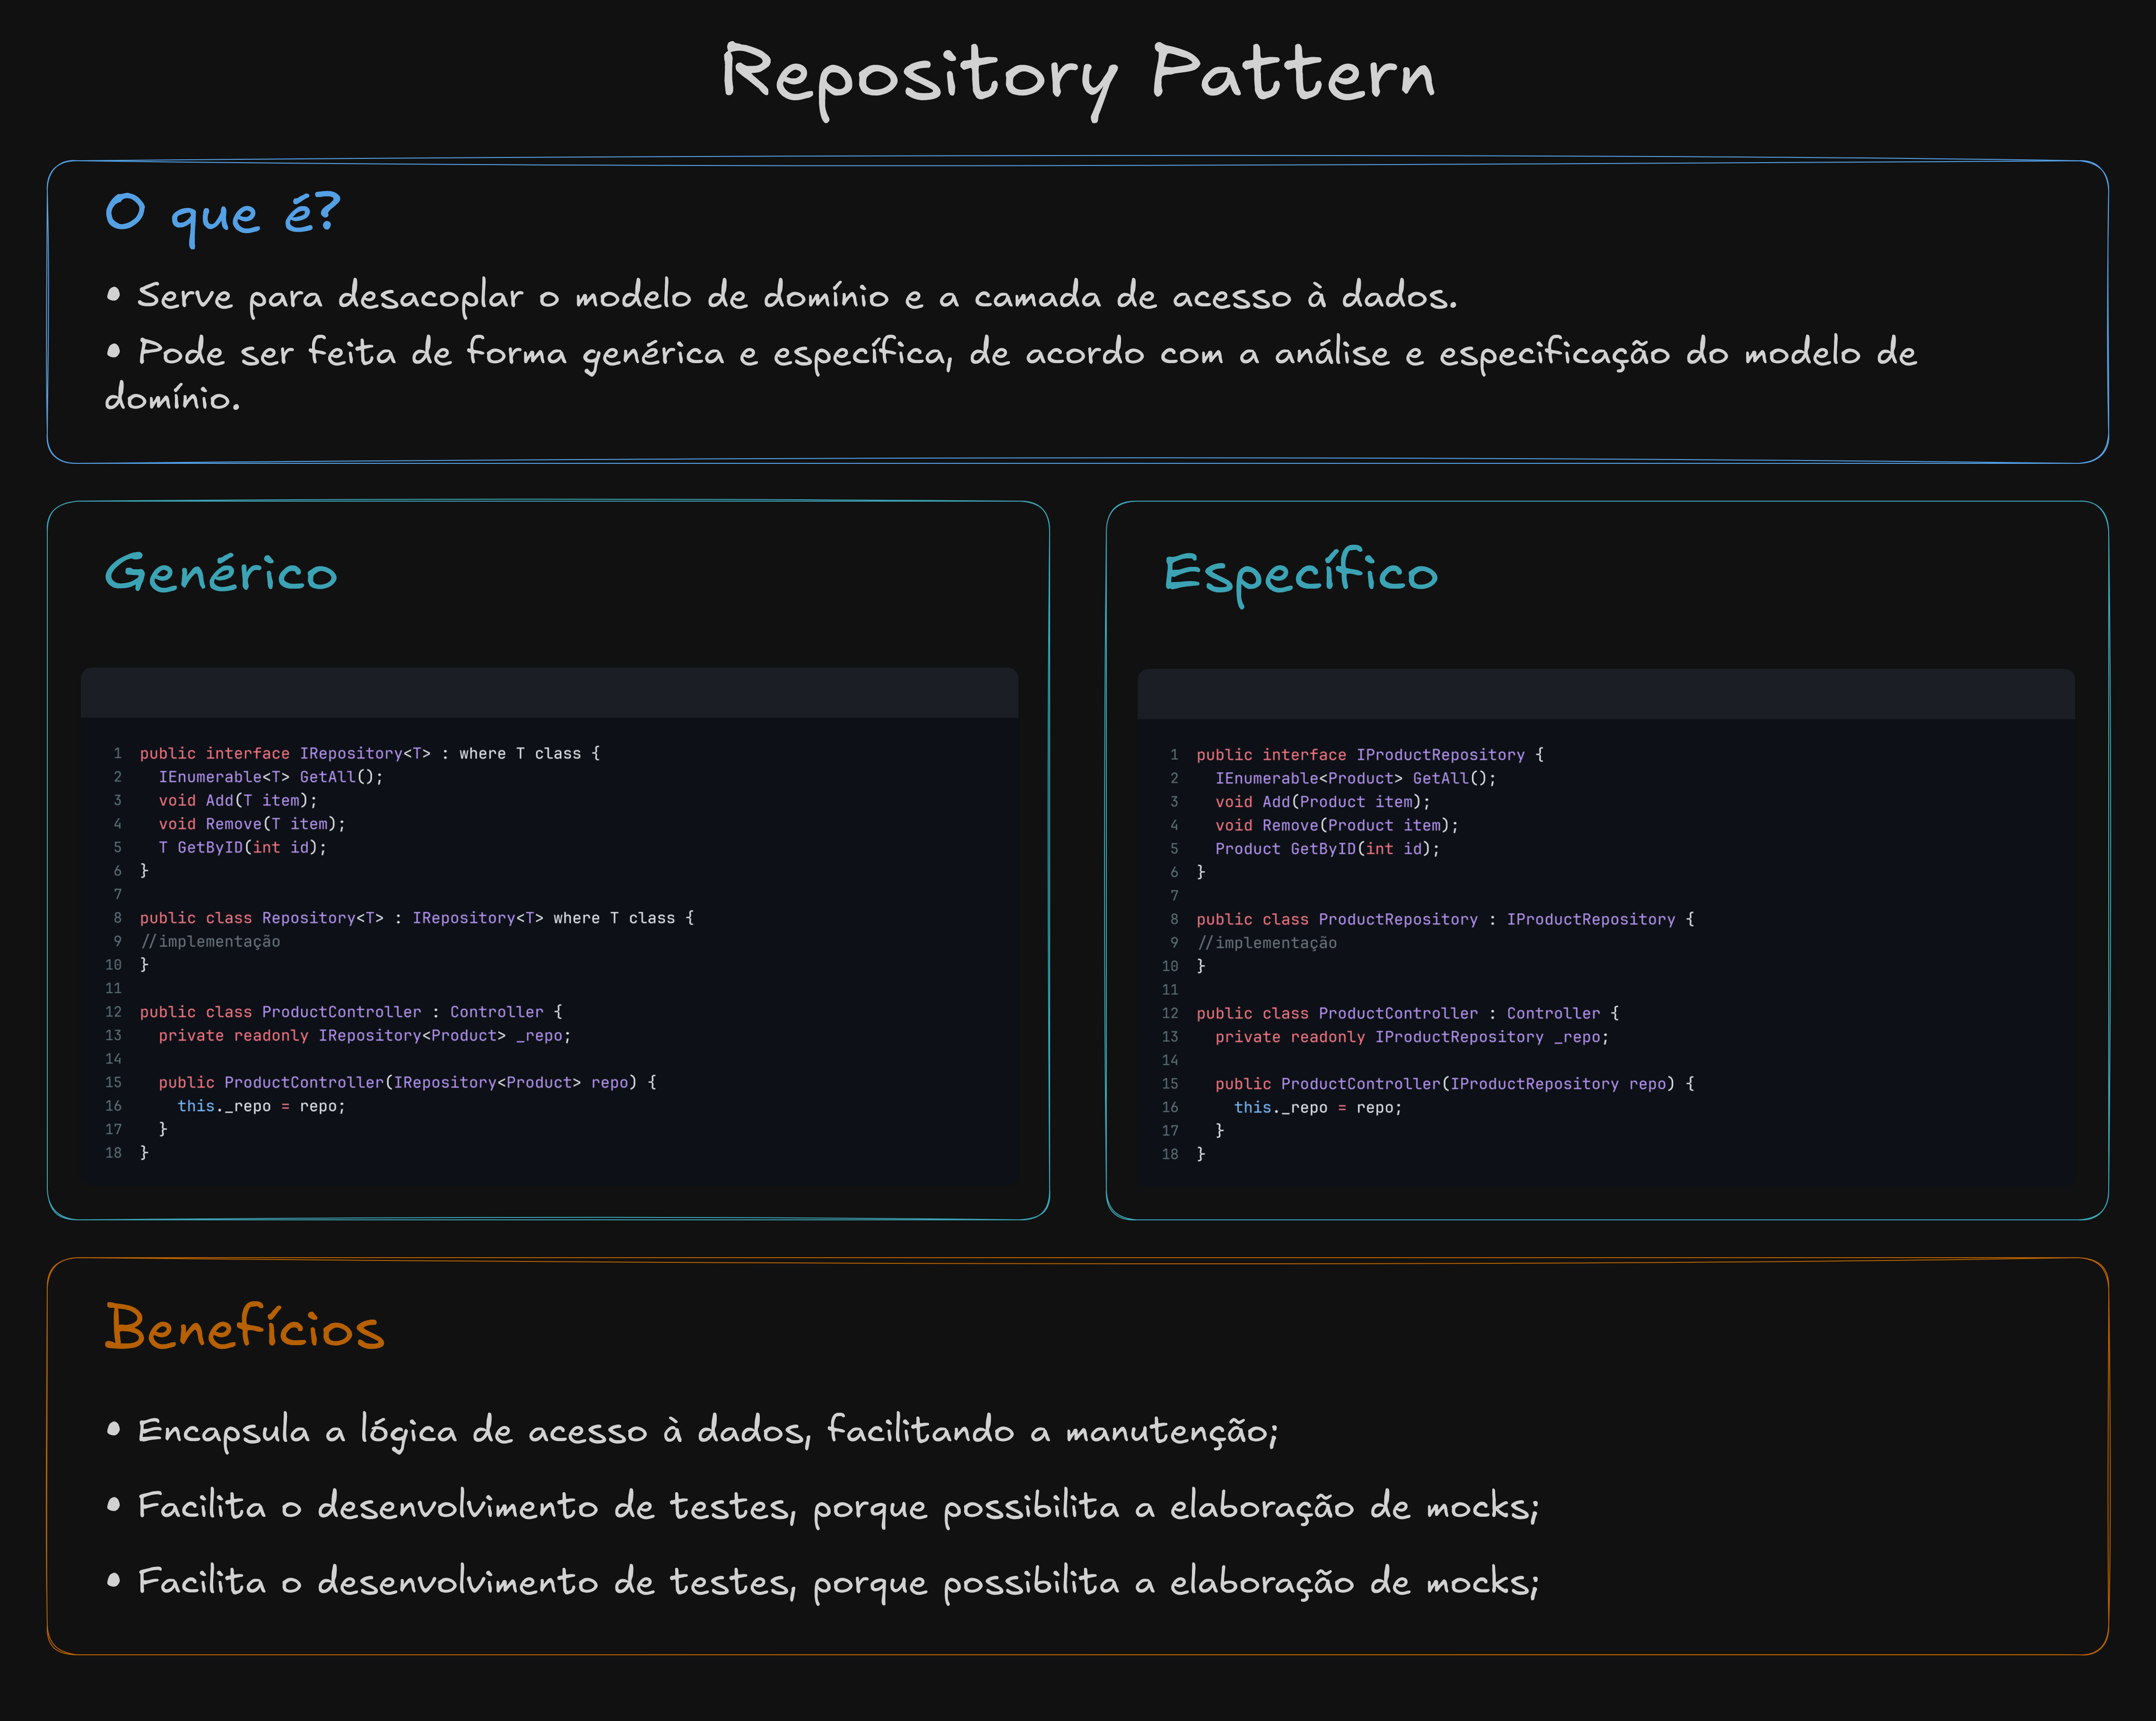 Repository Pattern
O que é?
• Serve para desacoplar o modelo de domínio e a camada de acesso à dados.
• Pode ser feita de forma genérica e específica, de acordo com a análise e especificação do modelo de
domínio.
Genérico
1 public interface IRepository<T> : where T class {
2   IEnumerable<T> GetAll();
3   void Add(T item);
4   void Remove(T item);
5   T GetByID(int id);
6 }
7
8 public class Repository<T> : IRepository<T> where T class {
9 //implementação
10 }
11
12 public class ProductController : Controller {
13   private readonly IRepository<Product> _repo;
14
15   public ProductController(IRepository<Product> repo) {
16     this._repo = repo;
17   }
18 }
Específico
1 public interface IProductRepository {
2   IEnumerable<Product> GetAll();
3   void Add(Product item);
4   void Remove(Product item);
5   Product GetByID(int id);
6 }
7
8 public class ProductRepository : IProductRepository {
9 //implementação
10 }
11
12 public class ProductController : Controller {
13   private readonly IProductRepository _repo;
14
15   public ProductController(IProductRepository repo) {
16     this._repo = repo;
17   }
18 }
Benefícios
• Encapsula a lógica de acesso à dados, facilitando a manutenção;
• Facilita o desenvolvimento de testes, porque possibilita a elaboração de mocks;
• Facilita o desenvolvimento de testes, porque possibilita a elaboração de mocks;